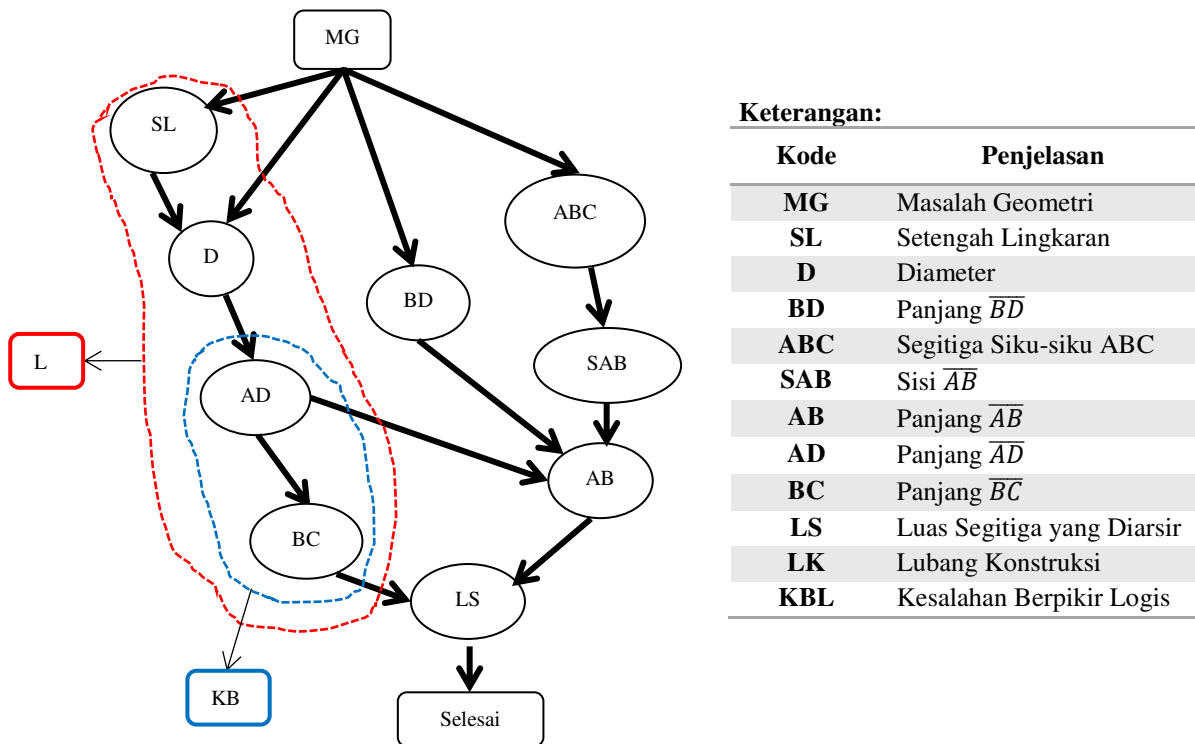 MG
SL
D
BD
ABC
SAB
AD
AB
BC
LS
L
KB
Selesai
Keterangan:
Kode Penjelasan
MG Masalah Geometri
SL Setengah Lingkaran
D Diameter
BD Panjang \(\overline{BD}\)
ABC Segitiga Siku-siku ABC
SAB Sisi \(\overline{AB}\)
AB Panjang \(\overline{AB}\)
AD Panjang \(\overline{AD}\)
BC Panjang \(\overline{BC}\)
LS Luas Segitiga yang Diarsir
LK Lubang Konstruksi
KBL Kesalahan Berpikir Logis